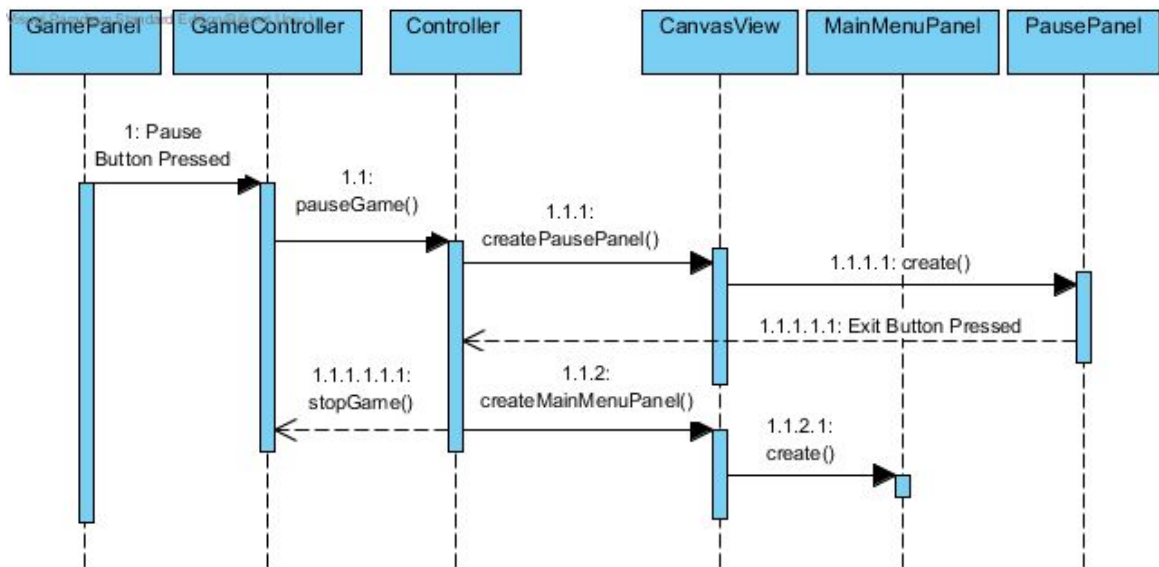 GamePanel
GameController
Controller
CanvasView
MainMenuPanel
PausePanel
1: Pause
Button Pressed
1.1:
pauseGame()
1.1.1:
createPausePanel()
1.1.1.1: create()
1.1.1.1.1: Exit Button Pressed
1.1.1.1.1.1:
stopGame()
1.1.2:
createMainMenuPanel()
1.1.2.1:
create()